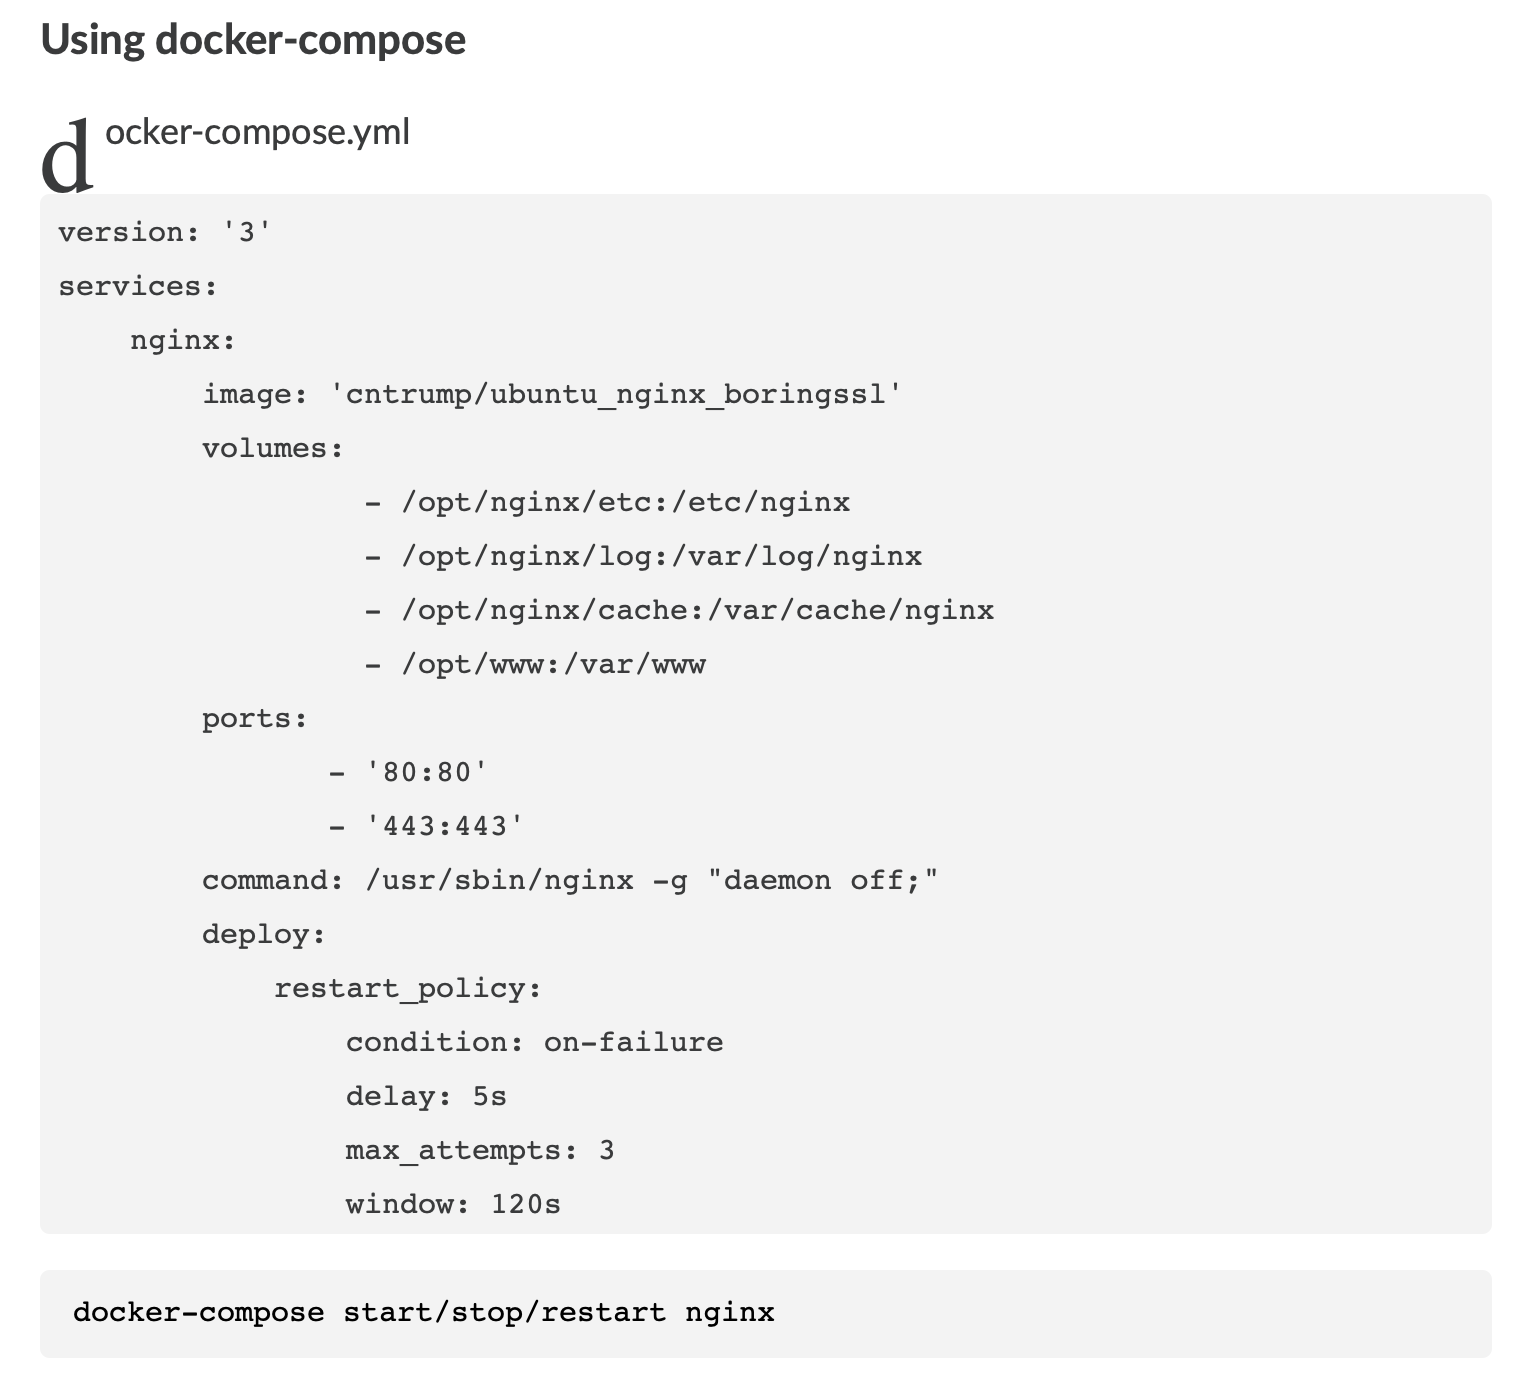 Using docker-compose
docker-compose.yml
version: '3'
services:
    nginx:
        image: 'cntrump/ubuntu_nginx_boringssl'
        volumes:
                 - /opt/nginx/etc:/etc/nginx
                 - /opt/nginx/log:/var/log/nginx
                 - /opt/nginx/cache:/var/cache/nginx
                 - /opt/www:/var/www
        ports:
               - '80:80'
               - '443:443'
        command: /usr/sbin/nginx -g "daemon off;"
        deploy:
            restart_policy:
                condition: on-failure
                delay: 5s
                max_attempts: 3
                window: 120s
docker-compose start/stop/restart nginx